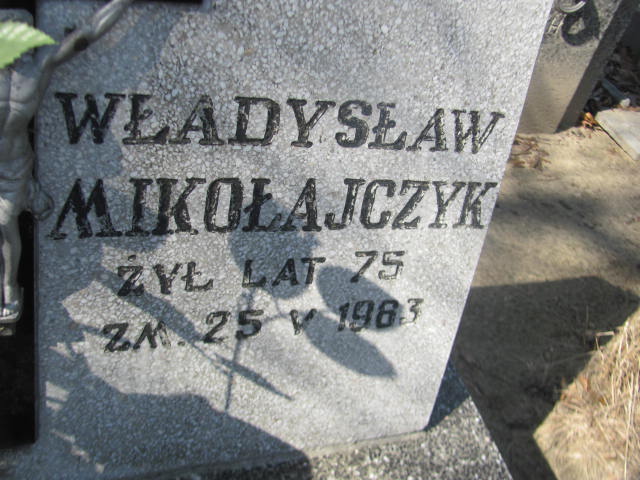 WŁADYSŁAW
MIKOŁAJCZYK
ŻYŁ LAT 75
ZM. 25 V 1983